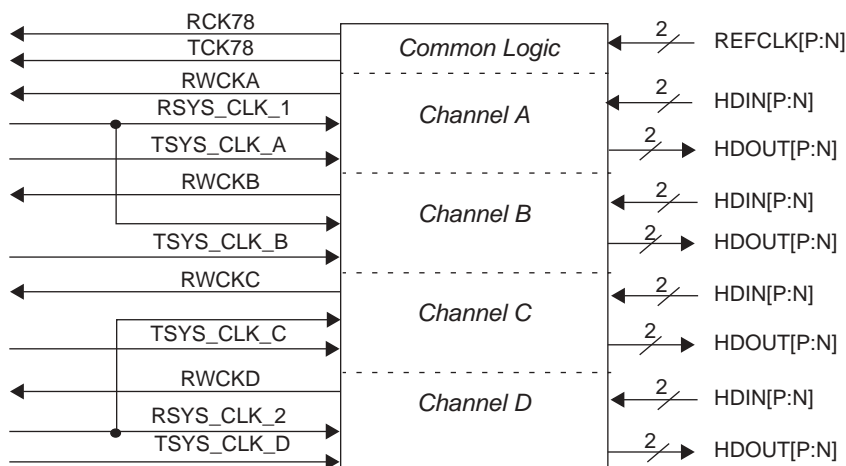 RCK78
TCK78
Common Logic
2
REFCLK[P:N]
RWCKA
RSYS_CLK_1
TSYS_CLK_A
Channel A
2
HDIN[P:N]
2
HDOUT[P:N]
RWCKB
TSYS_CLK_B
Channel B
2
HDIN[P:N]
2
HDOUT[P:N]
RWCKC
TSYS_CLK_C
Channel C
2
HDIN[P:N]
2
HDOUT[P:N]
RWCKD
RSYS_CLK_2
TSYS_CLK_D
Channel D
2
HDIN[P:N]
2
HDOUT[P:N]